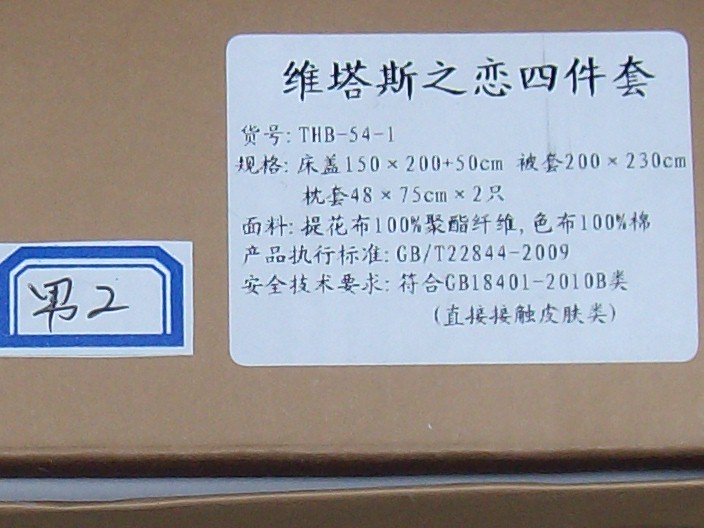 维塔斯之恋四件套
货号: THB-54-1
规格: 床盖150×200+50cm 被套200×230cm
枕套48×75cm×2只
面料: 提花布100%聚酯纤维, 色布100%棉
产品执行标准: GB/T22844-2009
安全技术要求: 符合GB18401-2010B类
(直接接触皮肤类)
男2